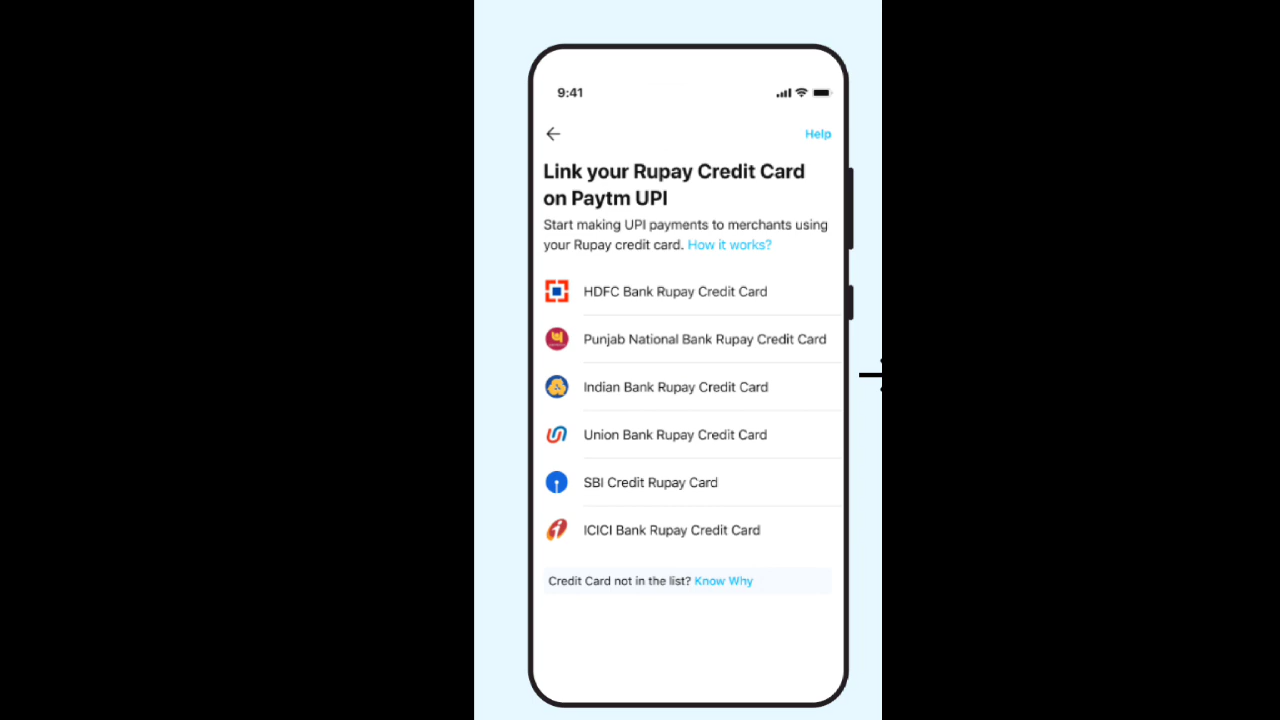 9:41
Help
Link your Rupay Credit Card
on Paytm UPI
Start making UPI payments to merchants using
your Rupay credit card. How it works?
HDFC Bank Rupay Credit Card
Punjab National Bank Rupay Credit Card
Indian Bank Rupay Credit Card
Union Bank Rupay Credit Card
SBI Credit Rupay Card
ICICI Bank Rupay Credit Card
Credit Card not in the list? Know Why